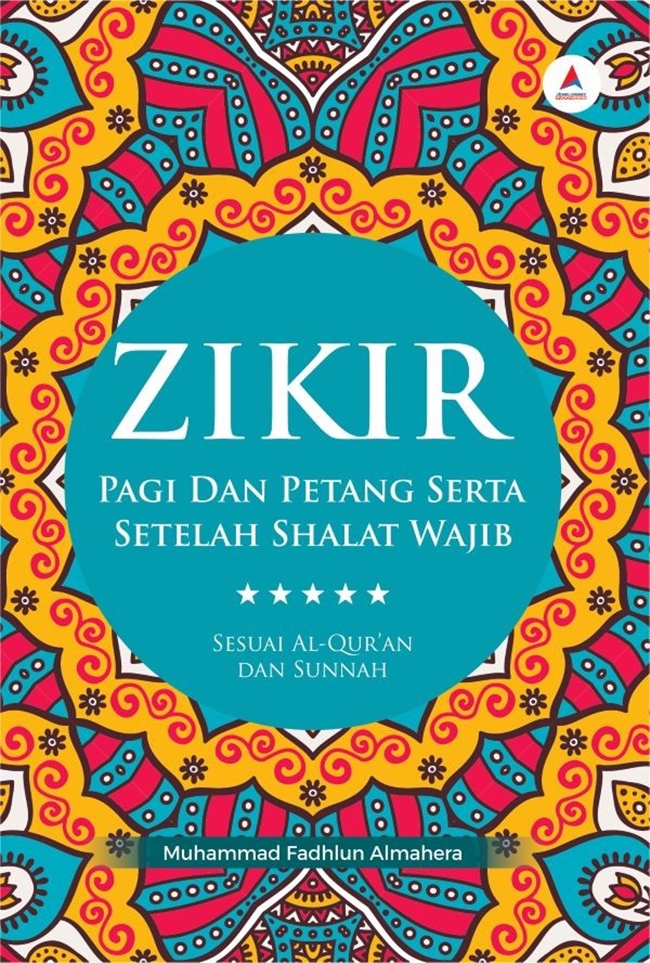 ZIKIR
PAGI DAN PETANG SERTA
SETELAH SHALAT WAJIB
SESUAI AL-QUR'AN
DAN SUNNAH
Muhammad Fadhlun Almahera